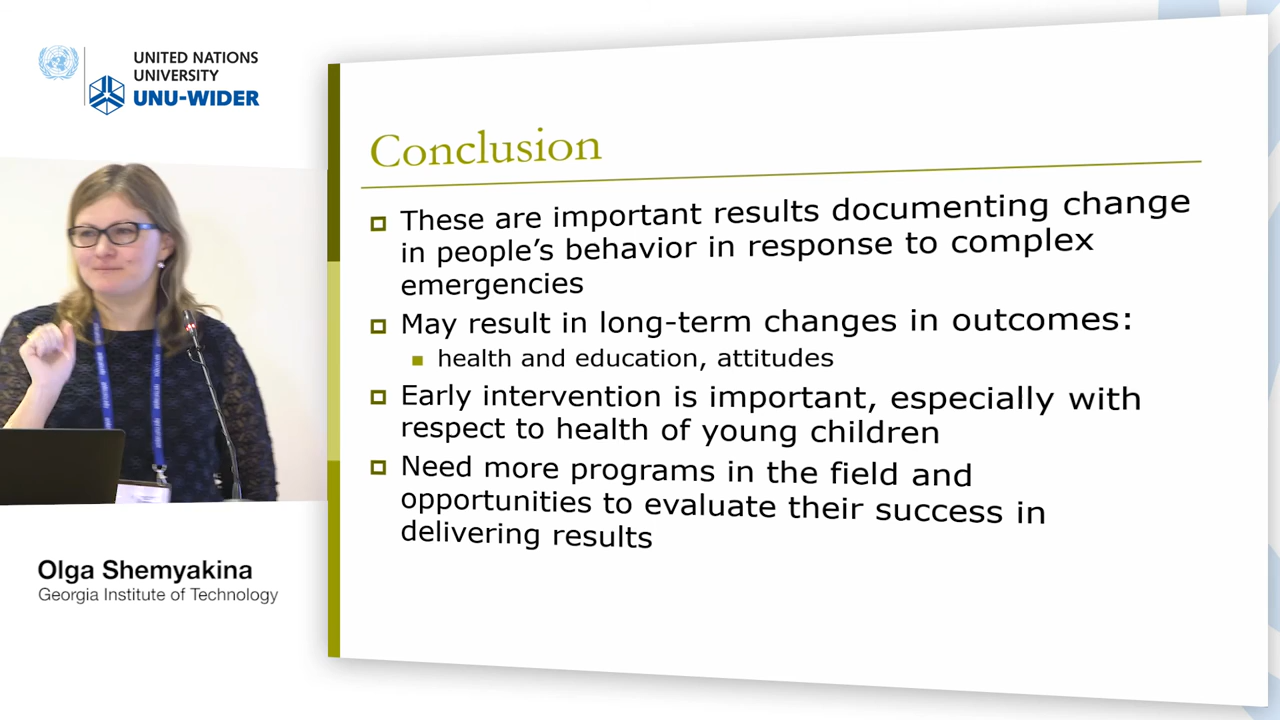 UNITED NATIONS
UNIVERSITY
UNU-WIDER
Olga Shemyakina
Georgia Institute of Technology
Conclusion
These are important results documenting change
in people's behavior in response to complex
emergencies
May result in long-term changes in outcomes:
health and education, attitudes
Early intervention is important, especially with
respect to health of young children
Need more programs in the field and
opportunities to evaluate their success in
delivering results